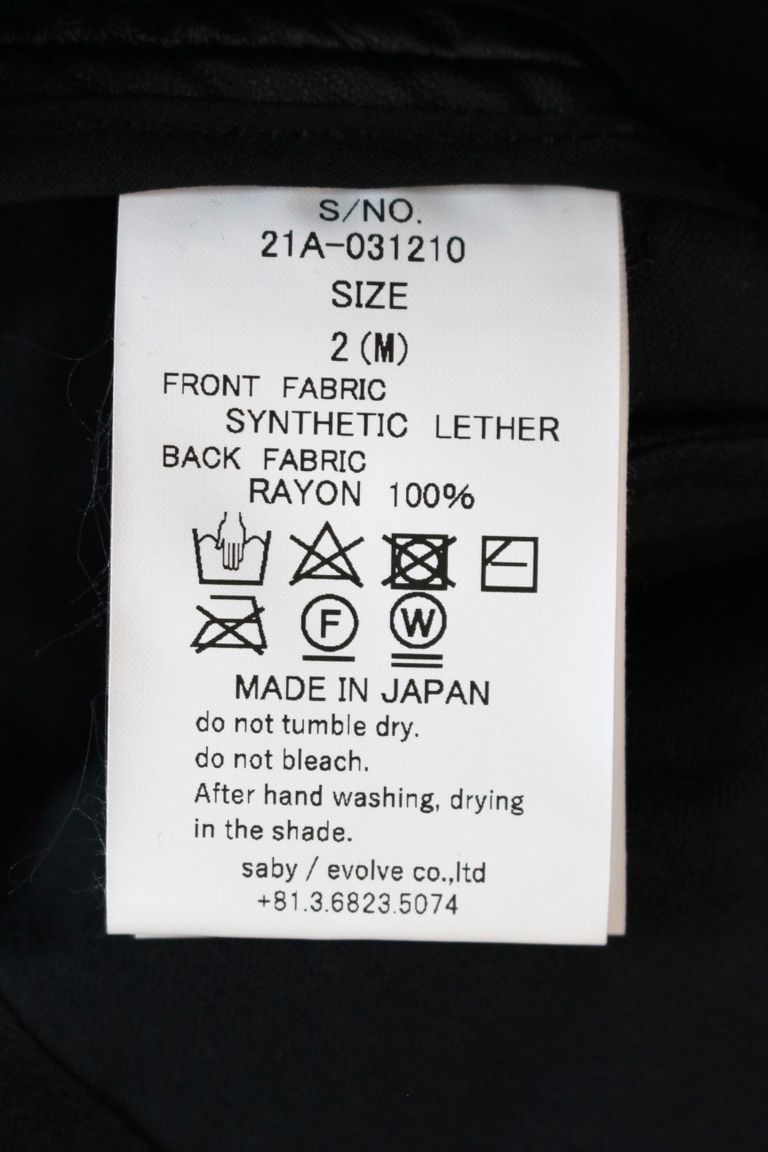 S/NO.
21A-031210
SIZE
2 (M)
FRONT FABRIC
SYNTHETIC LETHER
BACK FABRIC
RAYON 100%
F W
MADE IN JAPAN
do not tumble dry.
do not bleach.
After hand washing, drying
in the shade.
saby / evolve co.,ltd
+81.3.6823.5074